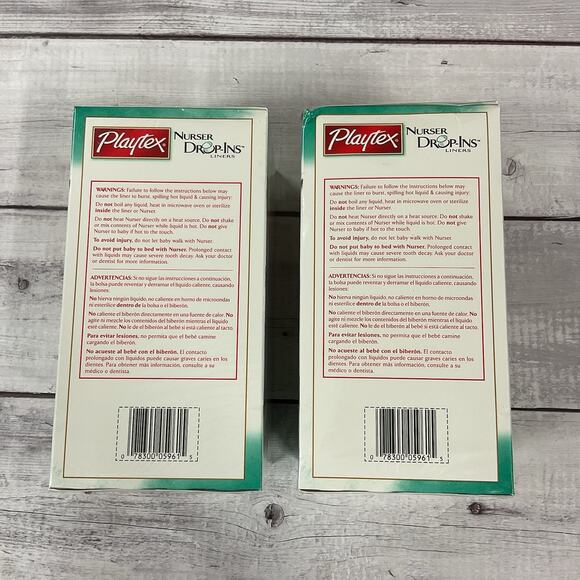 Playtex
NURSER
DROP-INS™
LINERS
WARNINGS: Failure to follow the instructions below may
cause the liner to burst, spilling hot liquid & causing injury:
Do not boil any liquid, heat in microwave oven or sterilize
inside the liner or Nurser.
Do not heat Nurser directly on a heat source. Do not shake
or mix contents of Nurser while liquid is hot. Do not give
Nurser to baby if hot to the touch.
To avoid injury, do not let baby walk with Nurser.
Do not put baby to bed with Nurser. Prolonged contact
with liquids may cause severe tooth decay. Ask your doctor
or dentist for more information.
ADVERTENCIAS: Si no sigue las instrucciones a continuación,
la bolsa puede reventar y derramar el líquido caliente, causando
lesiones:
No hierva ningún líquido, no caliente en horno de microondas
ni esterilice dentro de la bolsa o el biberón.
No caliente el biberón directamente en una fuente de calor. No
agite ni mezcle los contenidos del biberón mientras el líquido
esté caliente. No le de el biberón al bebé si está caliente al tacto.
Para evitar lesiones, no permita que el bebé camine
cargando el biberón.
No acueste al bebé con el biberón. El contacto
prolongado con líquidos puede causar graves caries en los
dientes. Para obtener más información, consulte a su
médico o dentista.
0 78300 05961 5
Playtex
NURSER
DROP-INS™
LINERS
WARNINGS: Failure to follow the instructions below may
cause the liner to burst, spilling hot liquid & causing injury:
Do not boil any liquid, heat in microwave oven or sterilize
inside the liner or Nurser.
Do not heat Nurser directly on a heat source. Do not shake
or mix contents of Nurser while liquid is hot. Do not give
Nurser to baby if hot to the touch.
To avoid injury, do not let baby walk with Nurser.
Do not put baby to bed with Nurser. Prolonged contact
with liquids may cause severe tooth decay. Ask your doctor
or dentist for more information.
ADVERTENCIAS: Si no sigue las instrucciones a continuación,
la bolsa puede reventar y derramar el líquido caliente, causando
lesiones:
No hierva ningún líquido, no caliente en horno de microondas
ni esterilice dentro de la bolsa o el biberón.
No caliente el biberón directamente en una fuente de calor. No
agite ni mezcle los contenidos del biberón mientras el líquido
esté caliente. No le de el biberón al bebé si está caliente al tacto.
Para evitar lesiones, no permita que el bebé camine
cargando el biberón.
No acueste al bebé con el biberón. El contacto
prolongado con líquidos puede causar graves caries en los
dientes. Para obtener más información, consulte a su
médico o dentista.
0 78300 05961 5